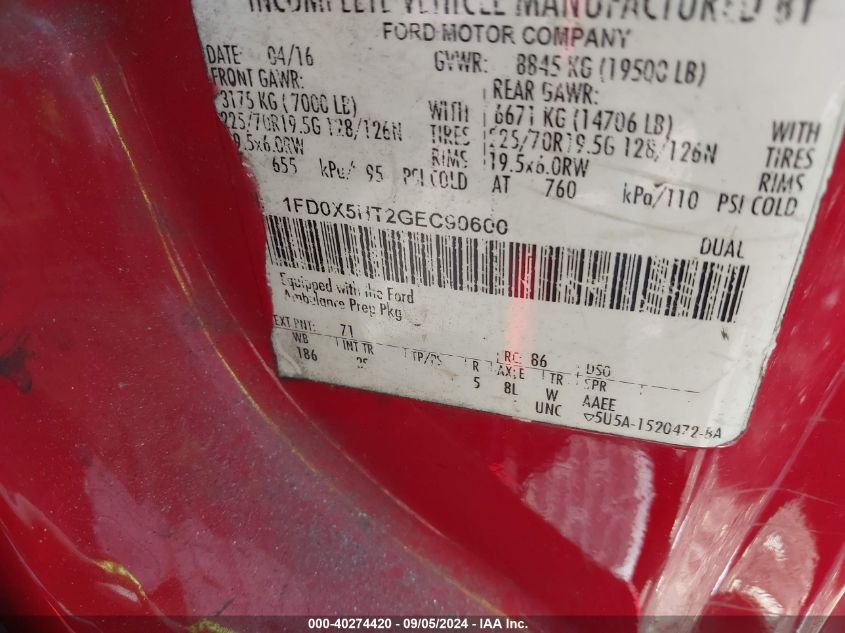 INCOMPLETE VEHICLE MANUFACTURED BY
FORD MOTOR COMPANY
DATE: 04/16 GVWR: 8845 KG (19500 LB)
FRONT GAWR: REAR GAWR:
3175 KG (7000 LB) WITH 6671 KG (14706 LB) WITH
225/70R19.5G 128/126N TIRES 225/70R19.5G 128/126N TIRES
19.5x6.0RW RIMS 19.5x6.0RW RIMS
655 kPa/ 95 PSI COLD AT 760 kPa/110 PSI COLD
1FD0X5HT2GEC90600
DUAL
Equipped with the Ford
Ambulance Prep Pkg
EXT PNT: 71 RC: 86 DSO
WB INT TR TP/PS R AXLE TR SPR
186 5 8L W AAEE
UNC 5U5A-1520472-BA
000-40274420 - 09/05/2024 - IAA Inc.